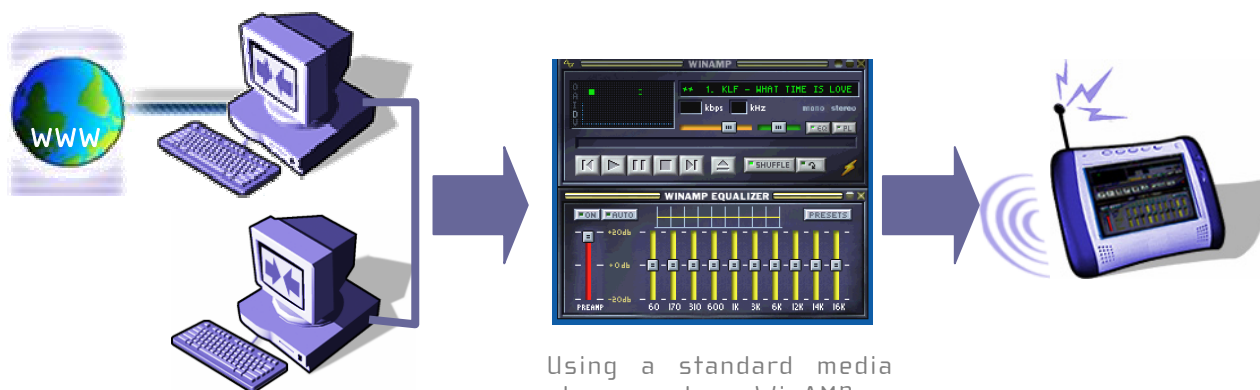 WWW
WINAMP
O
A
I
D
V
** 1. KLF - WHAT TIME IS LOVE
kbps kHz mono stereo
EQ PL
SHUFFLE
WINAMP EQUALIZER
ON AUTO PRESETS
+20db
+0db
-20db
PREAMP 60 170 310 600 1K 3K 6K 12K 14K 16K
Using a standard media